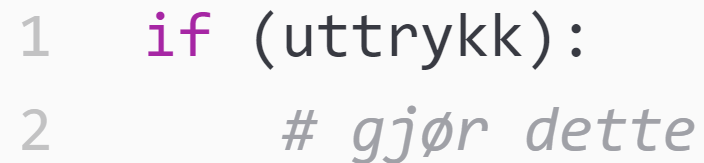 1 if (uttrykk):
2 # gjør dette